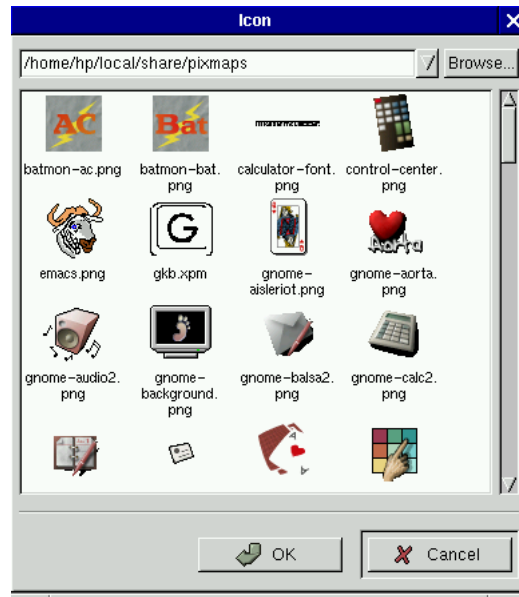 Icon
/home/hp/local/share/pixmaps
Browse...
AC
Bat
batmon-ac.png
batmon-bat.
png
calculator-font.
png
control-center.
png
G
Aorta
emacs.png
gkb.xpm
gnome-
aisleriot.png
gnome-aorta.
png
gnome-audio2.
png
gnome-
background.
png
gnome-balsa2.
png
gnome-calc2.
png
OK
Cancel